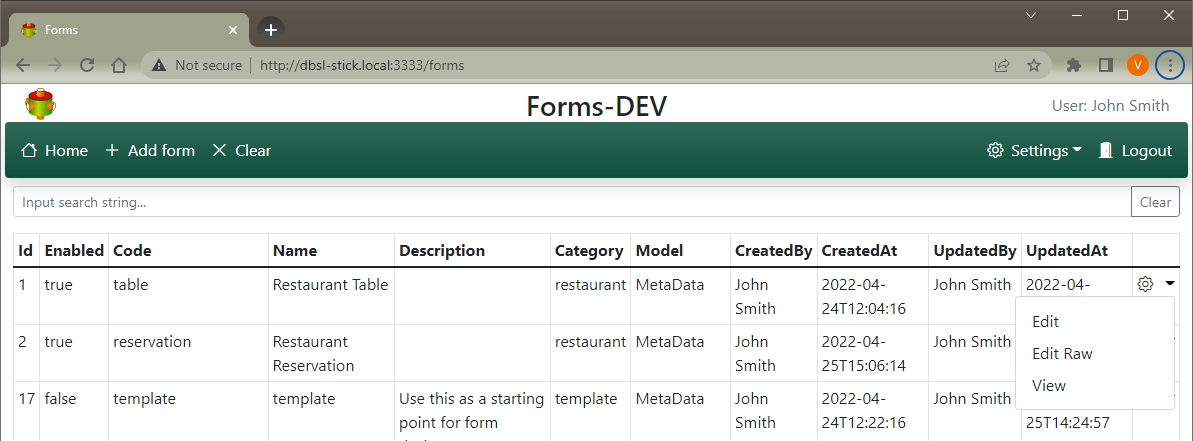 Forms
Not secure | http://dbsl-stick.local:3333/forms
V
Forms-DEV
User: John Smith
Home Add form Clear Settings Logout
Input search string... Clear
Id Enabled Code Name Description Category Model CreatedBy CreatedAt UpdatedBy UpdatedAt
1 true table Restaurant Table restaurant MetaData John Smith 2022-04-24T12:04:16 John Smith 2022-04-
2 true reservation Restaurant Reservation restaurant MetaData John Smith 2022-04-25T15:06:14 John Smith
17 false template template Use this as a starting point for form template MetaData John Smith 2022-04-24T12:22:16 John Smith 25T14:24:57
Edit
Edit Raw
View